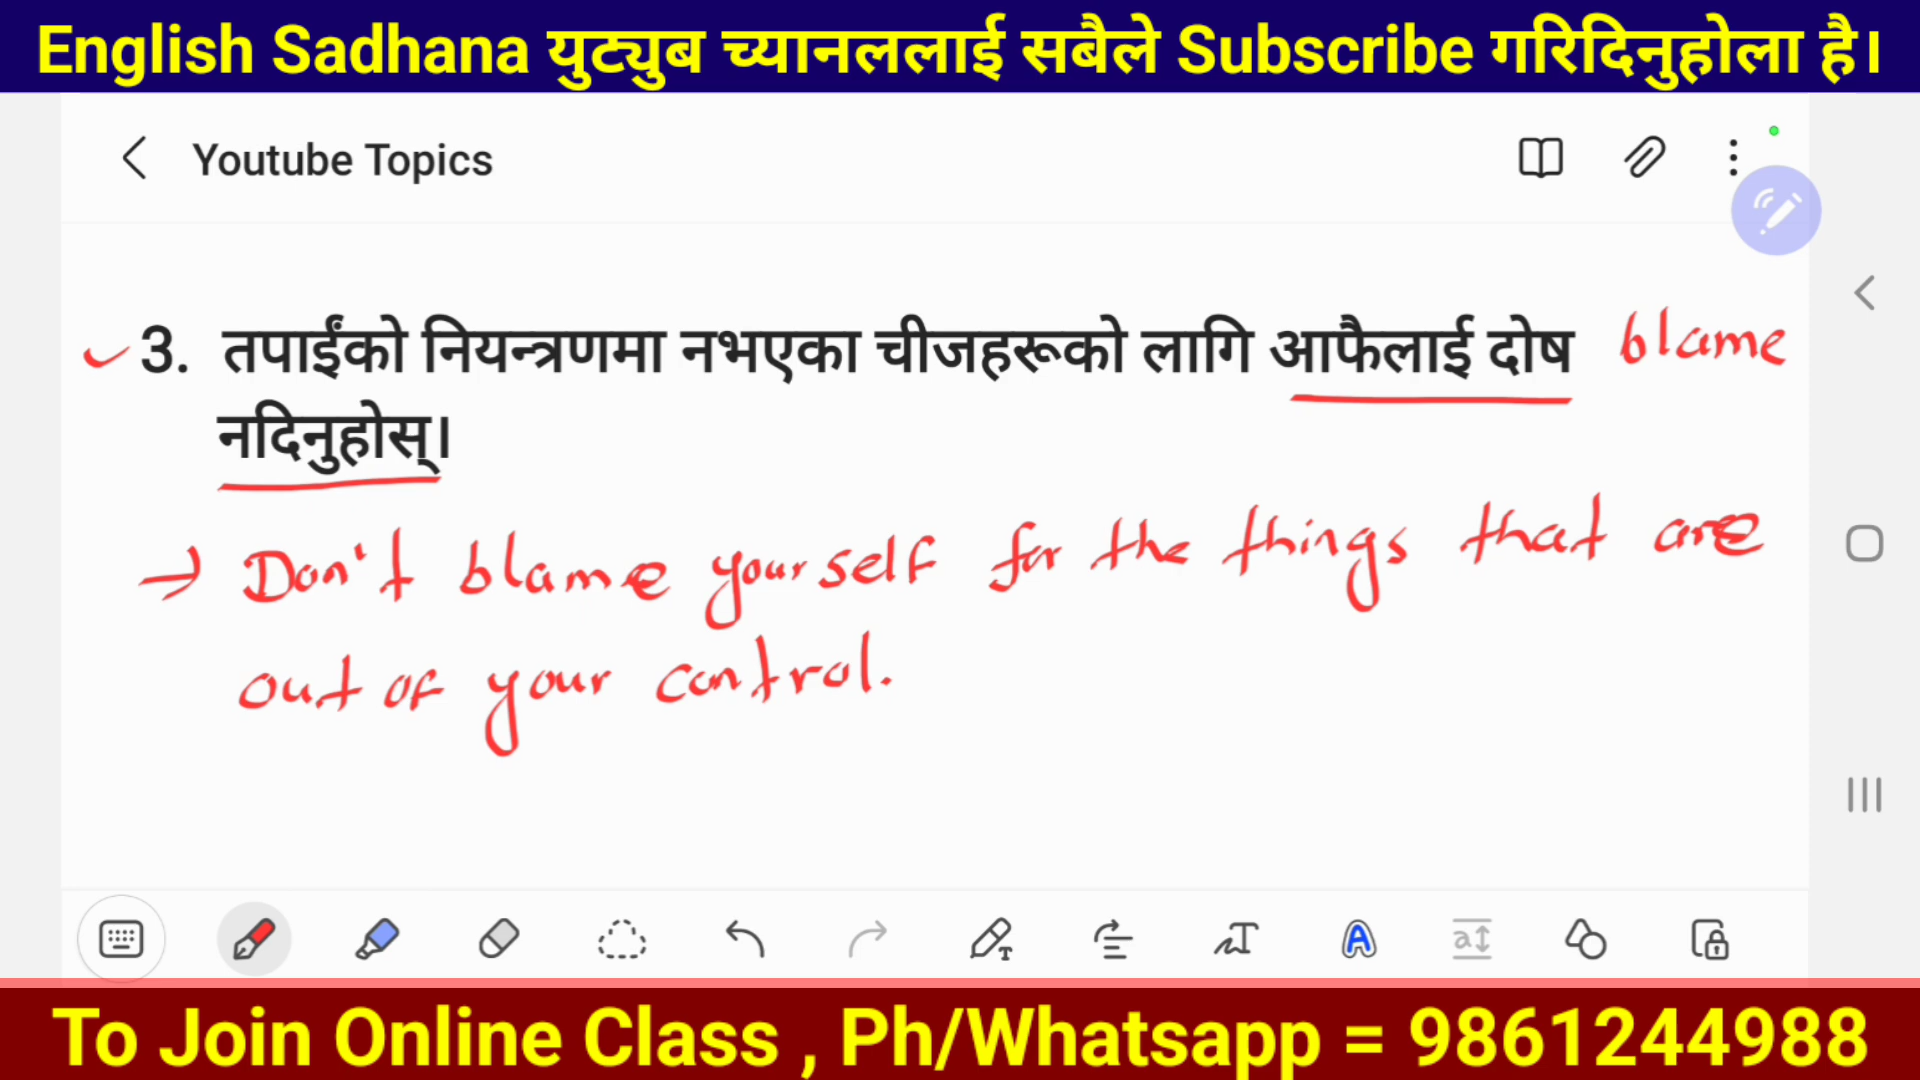 English Sadhana युट्युब च्यानललाई सबैले Subscribe गरिदिनुहोला है।
Youtube Topics
3. तपाईंको नियन्त्रणमा नभएका चीजहरूको लागि आफैलाई दोष blame
नदिनुहोस्।
→ Don't blame yourself for the things that are
out of your control.
To Join Online Class , Ph/Whatsapp = 9861244988